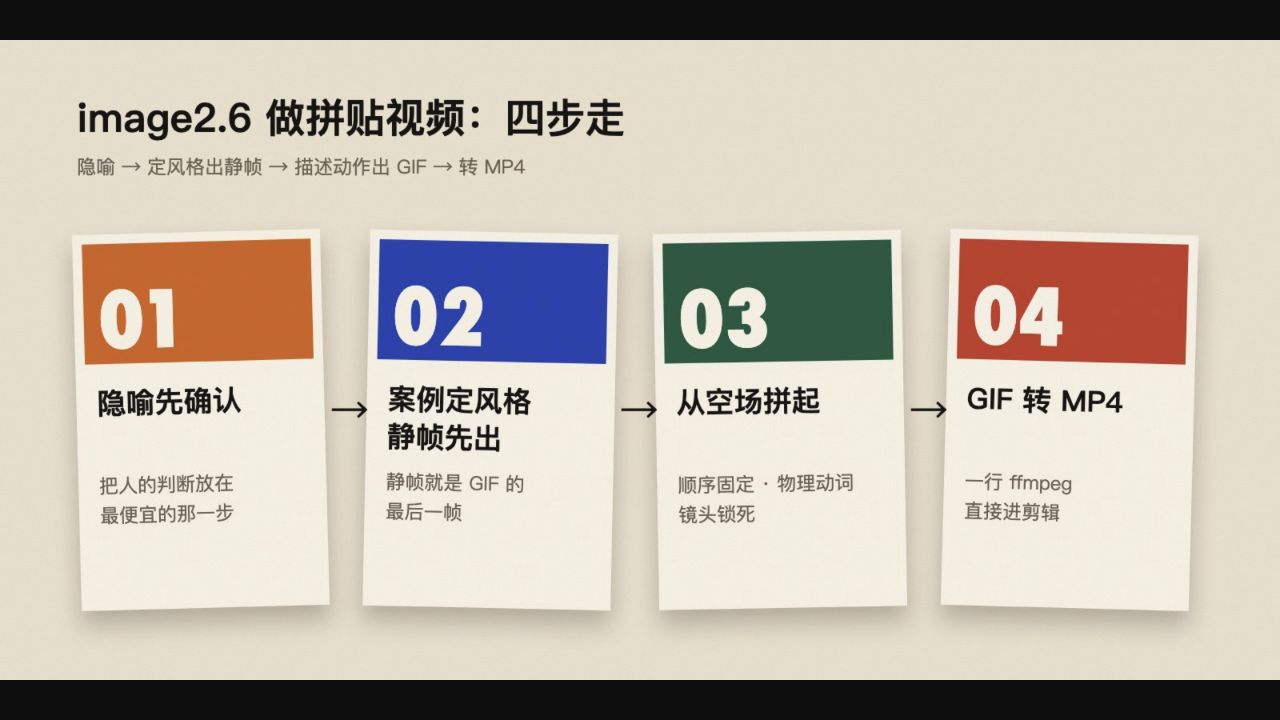 image2.6 做拼贴视频：四步走
隐喻 → 定风格出静帧 → 描述动作出 GIF → 转 MP4
01
隐喻先确认
把人的判断放在
最便宜的那一步
→
02
案例定风格
静帧先出
静帧就是 GIF 的
最后一帧
→
03
从空场拼起
顺序固定 · 物理动词
镜头锁死
→
04
GIF 转 MP4
一行 ffmpeg
直接进剪辑